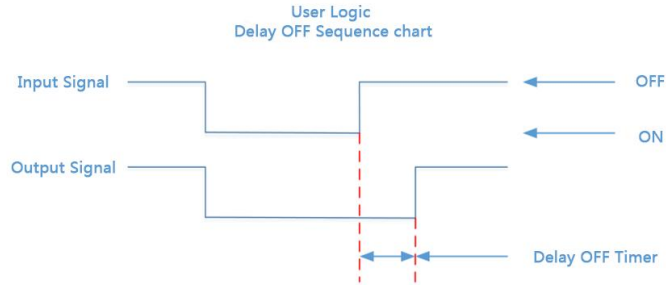 User Logic
Delay OFF Sequence chart
Input Signal
OFF
ON
Output Signal
Delay OFF Timer